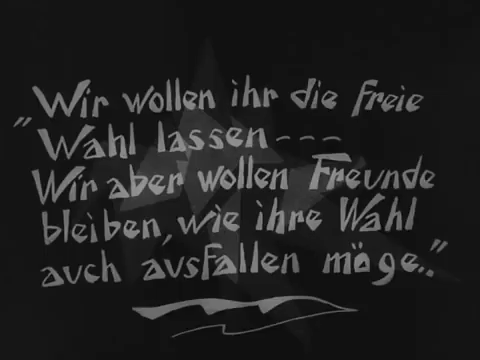 „Wir wollen ihr die freie
Wahl lassen – – –
Wir aber wollen Freunde
bleiben, wie ihre Wahl
auch ausfallen möge..”